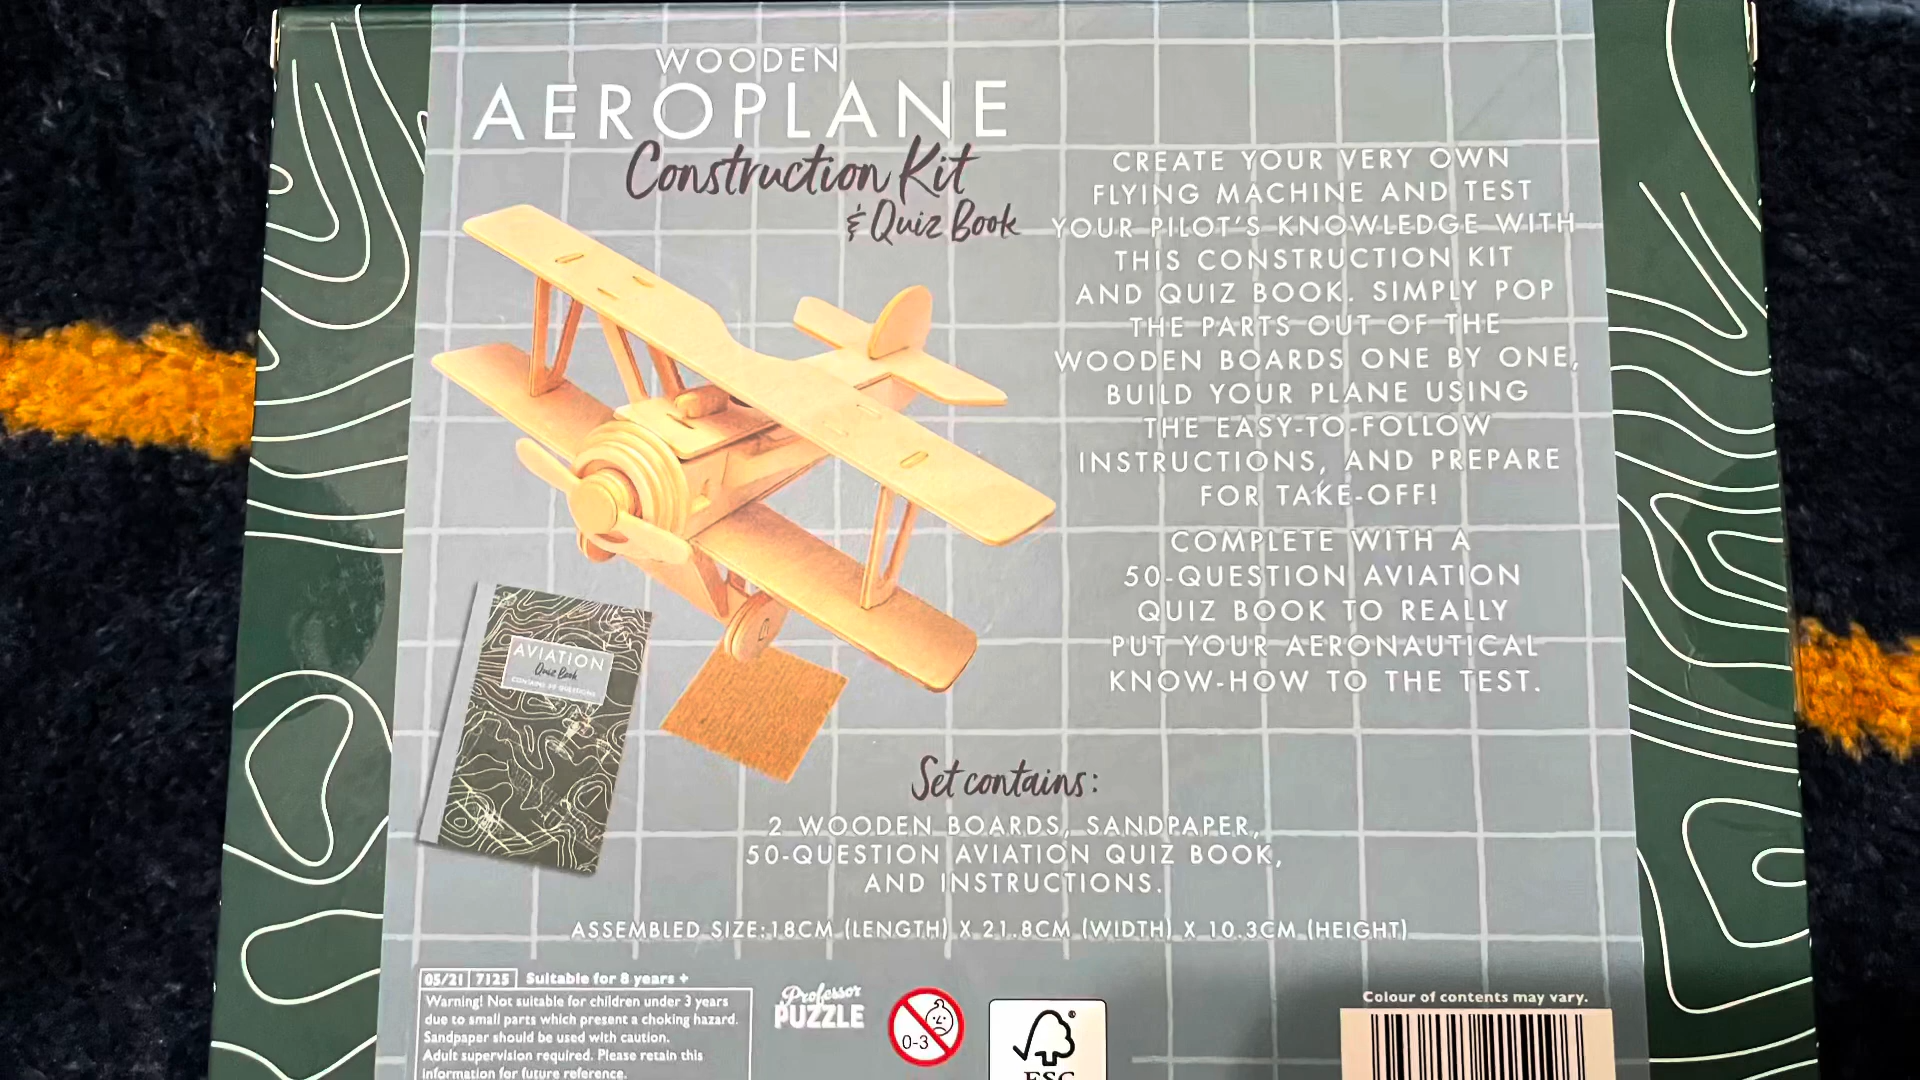 WOODEN
AEROPLANE
Construction Kit
& Quiz Book
CREATE YOUR VERY OWN
FLYING MACHINE AND TEST
YOUR PILOT'S KNOWLEDGE WITH
THIS CONSTRUCTION KIT
AND QUIZ BOOK. SIMPLY POP
THE PARTS OUT OF THE
WOODEN BOARDS ONE BY ONE,
BUILD YOUR PLANE USING
THE EASY-TO-FOLLOW
INSTRUCTIONS, AND PREPARE
FOR TAKE-OFF!
COMPLETE WITH A
50-QUESTION AVIATION
QUIZ BOOK TO REALLY
PUT YOUR AERONAUTICAL
KNOW-HOW TO THE TEST.
AVIATION
Quiz Book
CONTAINS 50 QUESTIONS
Set contains:
2 WOODEN BOARDS, SANDPAPER,
50-QUESTION AVIATION QUIZ BOOK,
AND INSTRUCTIONS.
ASSEMBLED SIZE:18CM (LENGTH) X 21.8CM (WIDTH) X 10.3CM (HEIGHT)
05/21 7125 Suitable for 8 years +
Warning! Not suitable for children under 3 years
due to small parts which present a choking hazard.
Sandpaper should be used with caution.
Adult supervision required. Please retain this
information for future reference.
Professor
PUZZLE
0-3
®
FSC
Colour of contents may vary.